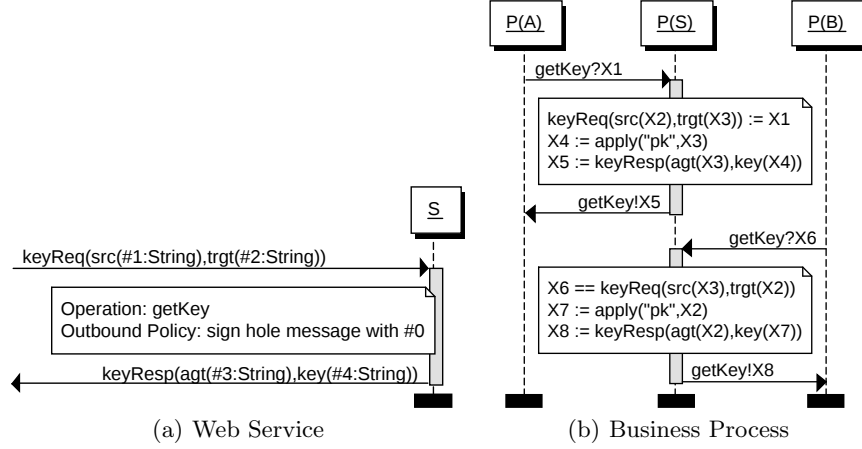 P(A) P(S) P(B)
getKey?X1
keyReq(src(X2),trgt(X3)) := X1
X4 := apply("pk",X3)
X5 := keyResp(agt(X3),key(X4))
getKey!X5
getKey?X6
X6 == keyReq(src(X3),trgt(X2))
X7 := apply("pk",X2)
X8 := keyResp(agt(X2),key(X7))
getKey!X8
S
keyReq(src(#1:String),trgt(#2:String))
Operation: getKey
Outbound Policy: sign hole message with #0
keyResp(agt(#3:String),key(#4:String))
(a) Web Service
(b) Business Process